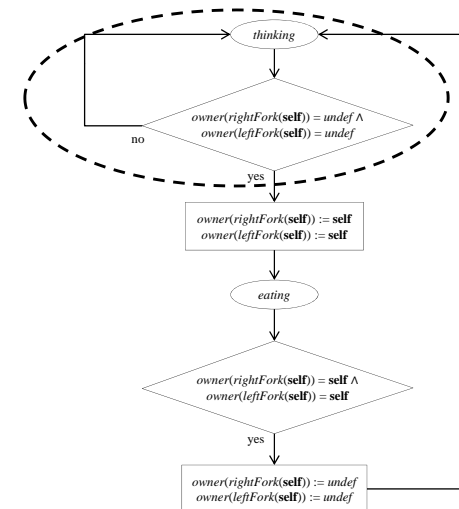 thinking
owner(rightFork(self)) = undef ∧
owner(leftFork(self)) = undef
no
yes
owner(rightFork(self)) := self
owner(leftFork(self)) := self
eating
owner(rightFork(self)) = self ∧
owner(leftFork(self)) = self
yes
owner(rightFork(self)) := undef
owner(leftFork(self)) := undef